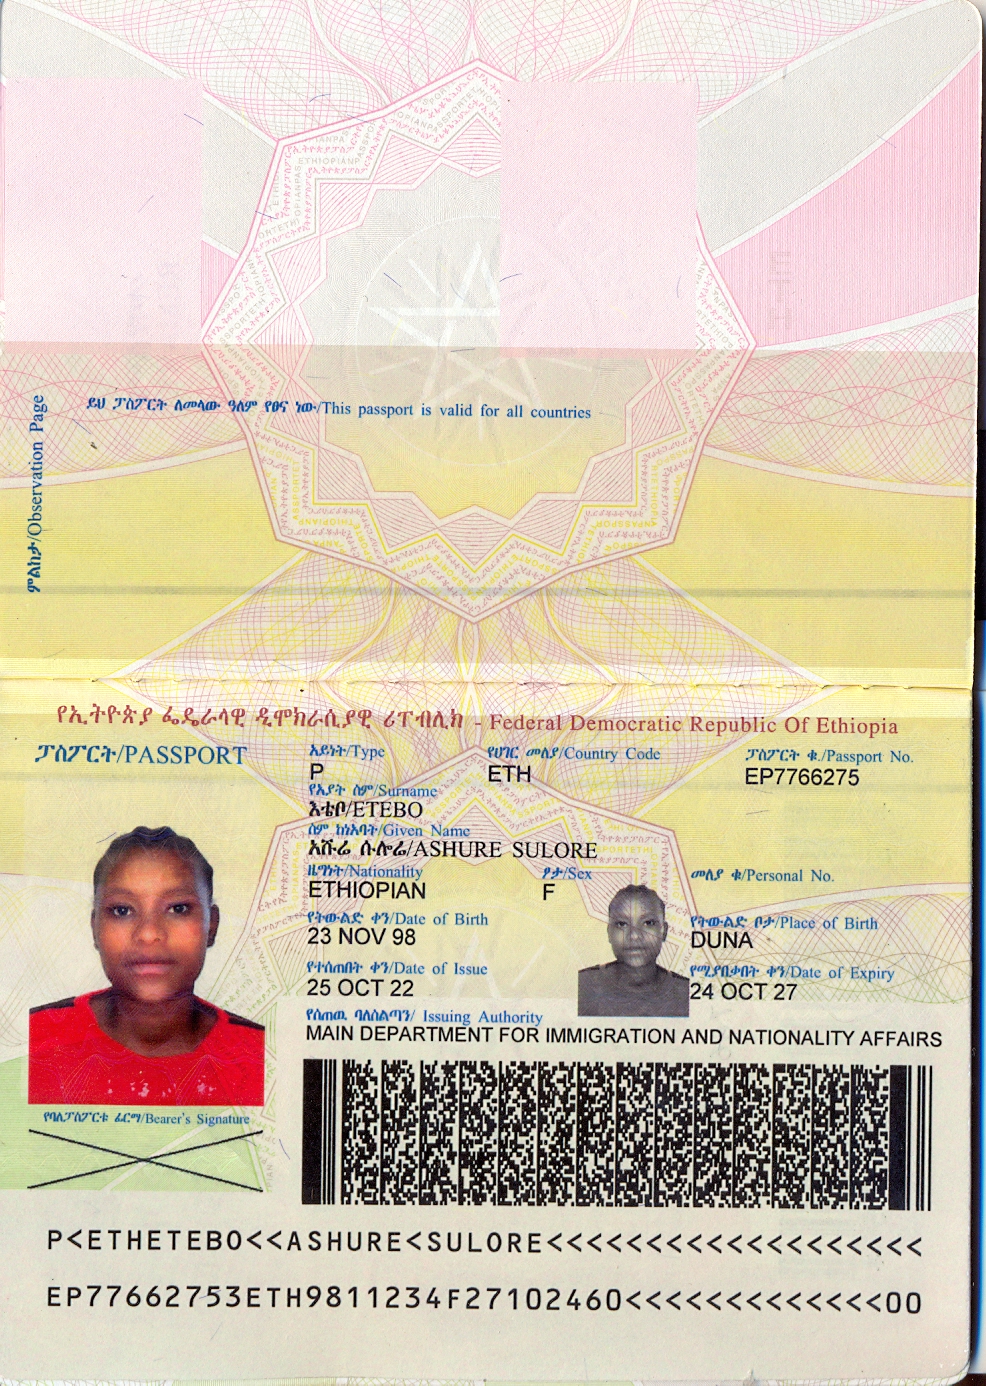 ይህ ፓስፖርት ለመላው ዓለም የፀና ነው/This passport is valid for all countries
ምልከታ/Observation Page
የኢትዮጵያ ፌዴራላዊ ዲሞክራሲያዊ ሪፐብሊክ - Federal Democratic Republic Of Ethiopia
ፓስፖርት/PASSPORT
አይነት/Type
የሀገር መለያ/Country Code
ፓስፖርት ቁ./Passport No.
P
ETH
EP7766275
የአያት ስም/Surname
እቴቦ/ETEBO
ስም ከነአባት/Given Name
አሹሬ ሱሎሬ/ASHURE SULORE
ዜግነት/Nationality
ፆታ/Sex
መለያ ቁ/Personal No.
ETHIOPIAN
F
የትውልድ ቀን/Date of Birth
የትውልድ ቦታ/Place of Birth
23 NOV 98
DUNA
የተሰጠበት ቀን/Date of Issue
የሚያበቃበት ቀን/Date of Expiry
25 OCT 22
24 OCT 27
የሰጠዉ ባለስልጣን/ Issuing Authority
MAIN DEPARTMENT FOR IMMIGRATION AND NATIONALITY AFFAIRS
የባለፓስፖርቱ ፊርማ/Bearer's Signature
P<ETHETEBO<<ASHURE<SULORE<<<<<<<<<<<<<<<<<<<
EP77662753ETH9811234F27102460<<<<<<<<<<<<<00